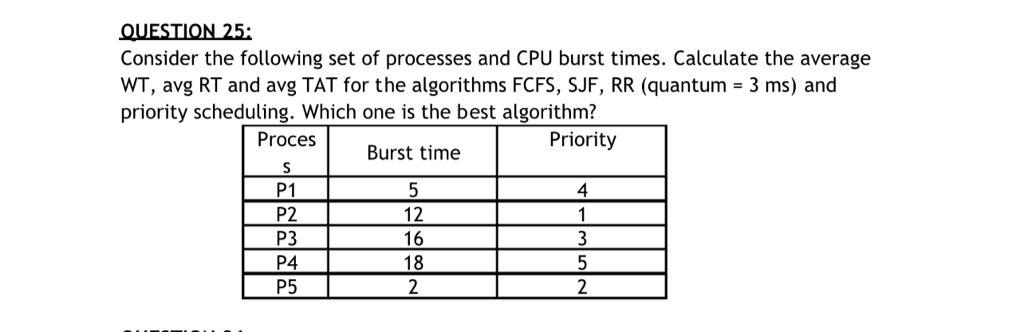 QUESTION 25:
Consider the following set of processes and CPU burst times. Calculate the average
WT, avg RT and avg TAT for the algorithms FCFS, SJF, RR (quantum = 3 ms) and
priority scheduling. Which one is the best algorithm?
Proces
s
Burst time
Priority
P1 5 4
P2 12 1
P3 16 3
P4 18 5
P5 2 2